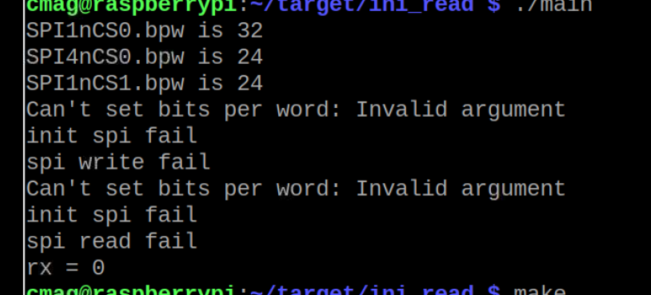 cmag@raspberrypi:~/target/ini_read $ ./main
SPI1nCS0.bpw is 32
SPI4nCS0.bpw is 24
SPI1nCS1.bpw is 24
Can't set bits per word: Invalid argument
init spi fail
spi write fail
Can't set bits per word: Invalid argument
init spi fail
spi read fail
rx = 0
cmag@raspberrypi:~/target/ini_read $ make